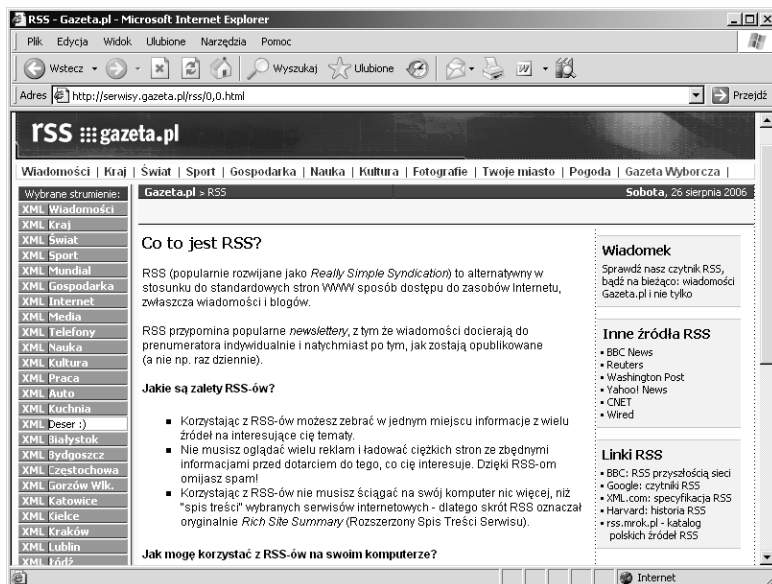 RSS - Gazeta.pl - Microsoft Internet Explorer
Plik Edycja Widok Ulubione Narzędzia Pomoc
Wstecz Wyszukaj Ulubione
Adres http://serwisy.gazeta.pl/rss/0,0.html Przejdź
rss gazeta.pl
Wiadomości | Kraj | Świat | Sport | Gospodarka | Nauka | Kultura | Fotografie | Twoje miasto | Pogoda | Gazeta Wyborcza |
Wybrane strumienie:
XML Wiadomości
XML Kraj
XML Świat
XML Sport
XML Mundial
XML Gospodarka
XML Internet
XML Media
XML Telefony
XML Nauka
XML Kultura
XML Praca
XML Auto
XML Kuchnia
XML Deser :)
XML Białystok
XML Bydgoszcz
XML Częstochowa
XML Gorzów Wlk.
XML Katowice
XML Kielce
XML Kraków
XML Lublin
XML Łódź
Gazeta.pl > RSS
Sobota, 26 sierpnia 2006
Co to jest RSS?
RSS (popularnie rozwijane jako Really Simple Syndication) to alternatywny w
stosunku do standardowych stron WWW sposób dostępu do zasobów Internetu,
zwłaszcza wiadomości i blogów.
RSS przypomina popularne newslettery, z tym że wiadomości docierają do
prenumeratora indywidualnie i natychmiast po tym, jak zostają opublikowane
(a nie np. raz dziennie).
Jakie są zalety RSS-ów?
▪ Korzystając z RSS-ów możesz zebrać w jednym miejscu informacje z wielu
źródeł na interesujące cię tematy.
▪ Nie musisz oglądać wielu reklam i ładować ciężkich stron ze zbędnymi
informacjami przed dotarciem do tego, co cię interesuje. Dzięki RSS-om
omijasz spam!
▪ Korzystając z RSS-ów nie musisz ściągać na swój komputer nic więcej, niż
"spis treści" wybranych serwisów internetowych - dlatego skrót RSS oznaczał
oryginalnie Rich Site Summary (Rozszerzony Spis Treści Serwisu).
Jak mogę korzystać z RSS-ów na swoim komputerze?
Wiadomek
Sprawdź nasz czytnik RSS,
bądź na bieżąco: wiadomości
Gazeta.pl i nie tylko
Inne źródła RSS
▪ BBC News
▪ Reuters
▪ Washington Post
▪ Yahoo! News
▪ CNET
▪ Wired
Linki RSS
▪ BBC: RSS przyszłością sieci
▪ Google: czytniki RSS
▪ XML.com: specyfikacja RSS
▪ Harvard: historia RSS
▪ rss.mrok.pl - katalog
polskich źródeł RSS
Internet